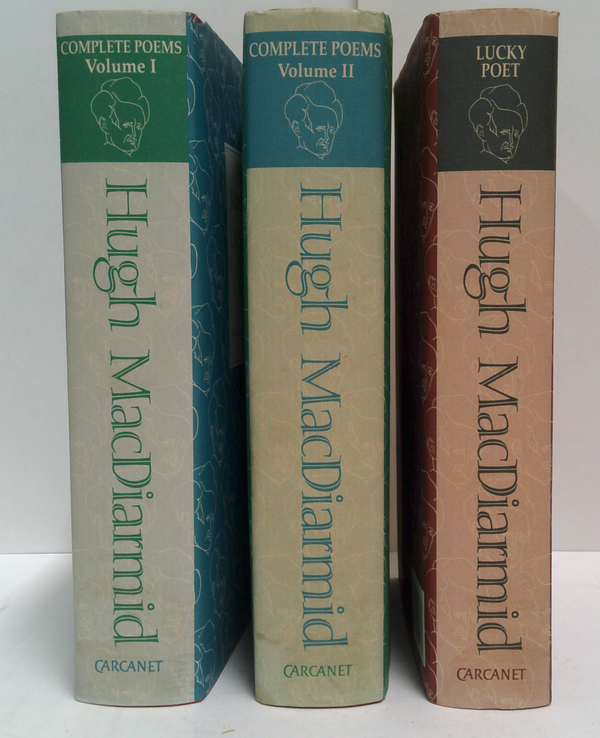 COMPLETE POEMS
Volume I
Hugh MacDiarmid
CARCANET
COMPLETE POEMS
Volume II
Hugh MacDiarmid
CARCANET
LUCKY
POET
Hugh MacDiarmid
CARCANET